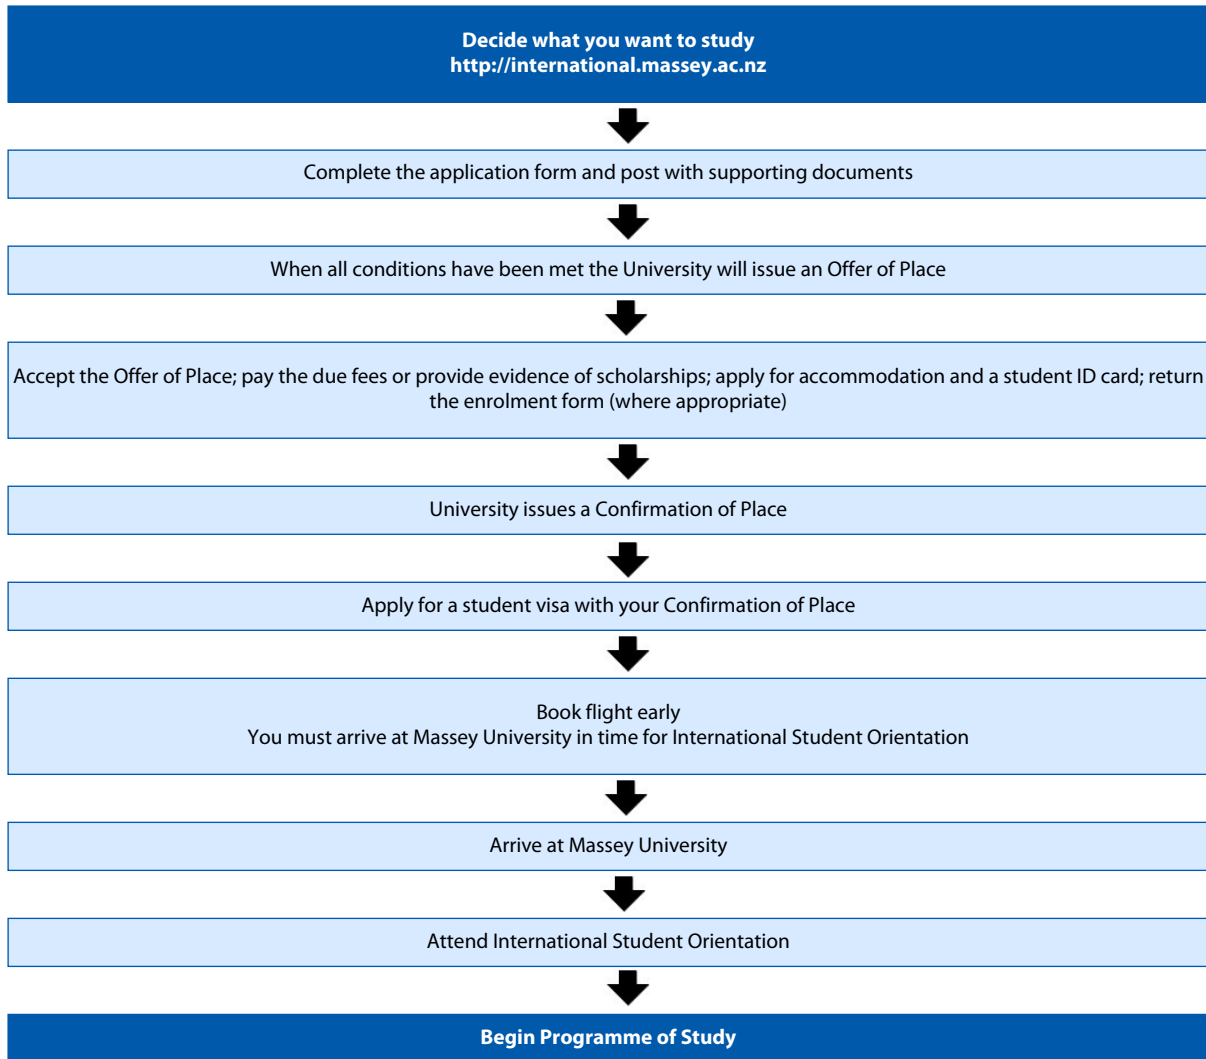 Decide what you want to study
http://international.massey.ac.nz
Complete the application form and post with supporting documents
When all conditions have been met the University will issue an Offer of Place
Accept the Offer of Place; pay the due fees or provide evidence of scholarships; apply for accommodation and a student ID card; return
the enrolment form (where appropriate)
University issues a Confirmation of Place
Apply for a student visa with your Confirmation of Place
Book flight early
You must arrive at Massey University in time for International Student Orientation
Arrive at Massey University
Attend International Student Orientation
Begin Programme of Study